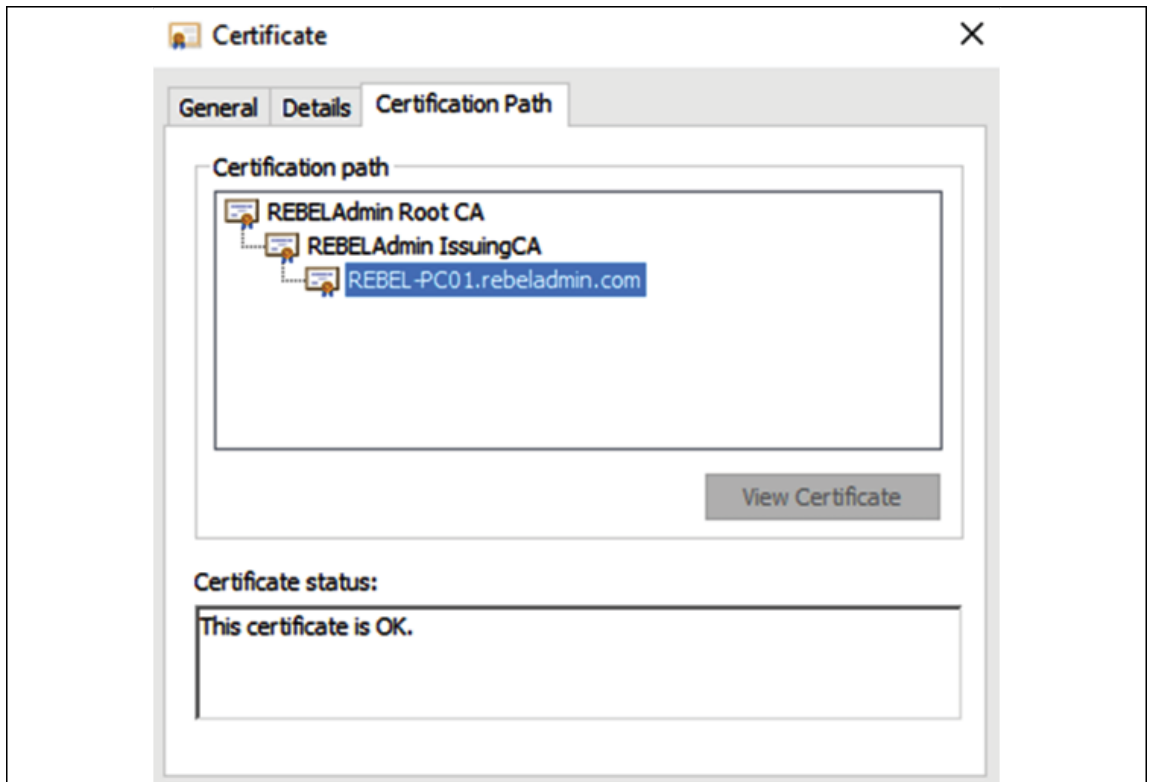 Certificate
General Details Certification Path
Certification path
REBELAdmin Root CA
REBELAdmin IssuingCA
REBEL-PC01.rebeladmin.com
View Certificate
Certificate status:
This certificate is OK.